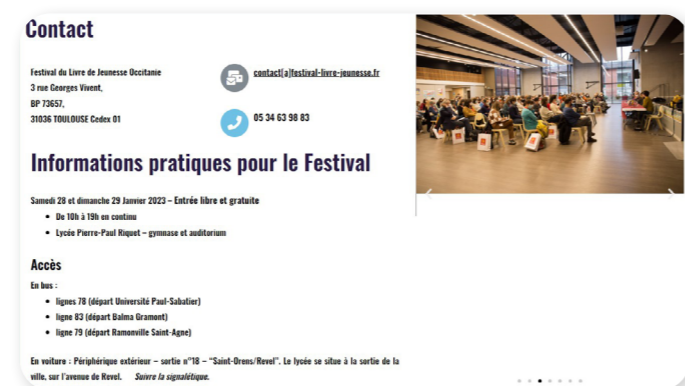 Contact
Festival du Livre de Jeunesse Occitanie
3 rue Georges Vivent,
BP 73657,
31036 TOULOUSE Cedex 01
contact[a]festival-livre-jeunesse.fr
05 34 63 98 83
Informations pratiques pour le Festival
Samedi 28 et dimanche 29 Janvier 2023 – Entrée libre et gratuite
• De 10h à 19h en continu
• Lycée Pierre-Paul Riquet – gymnase et auditorium
Accès
En bus :
• lignes 78 (départ Université Paul-Sabatier)
• ligne 83 (départ Balma Gramont)
• ligne 79 (départ Ramonville Saint-Agne)
En voiture : Périphérique extérieur – sortie n°18 – “Saint-Orens/Revel”. Le lycée se situe à la sortie de la
ville, sur l’avenue de Revel. Suivre la signalétique.